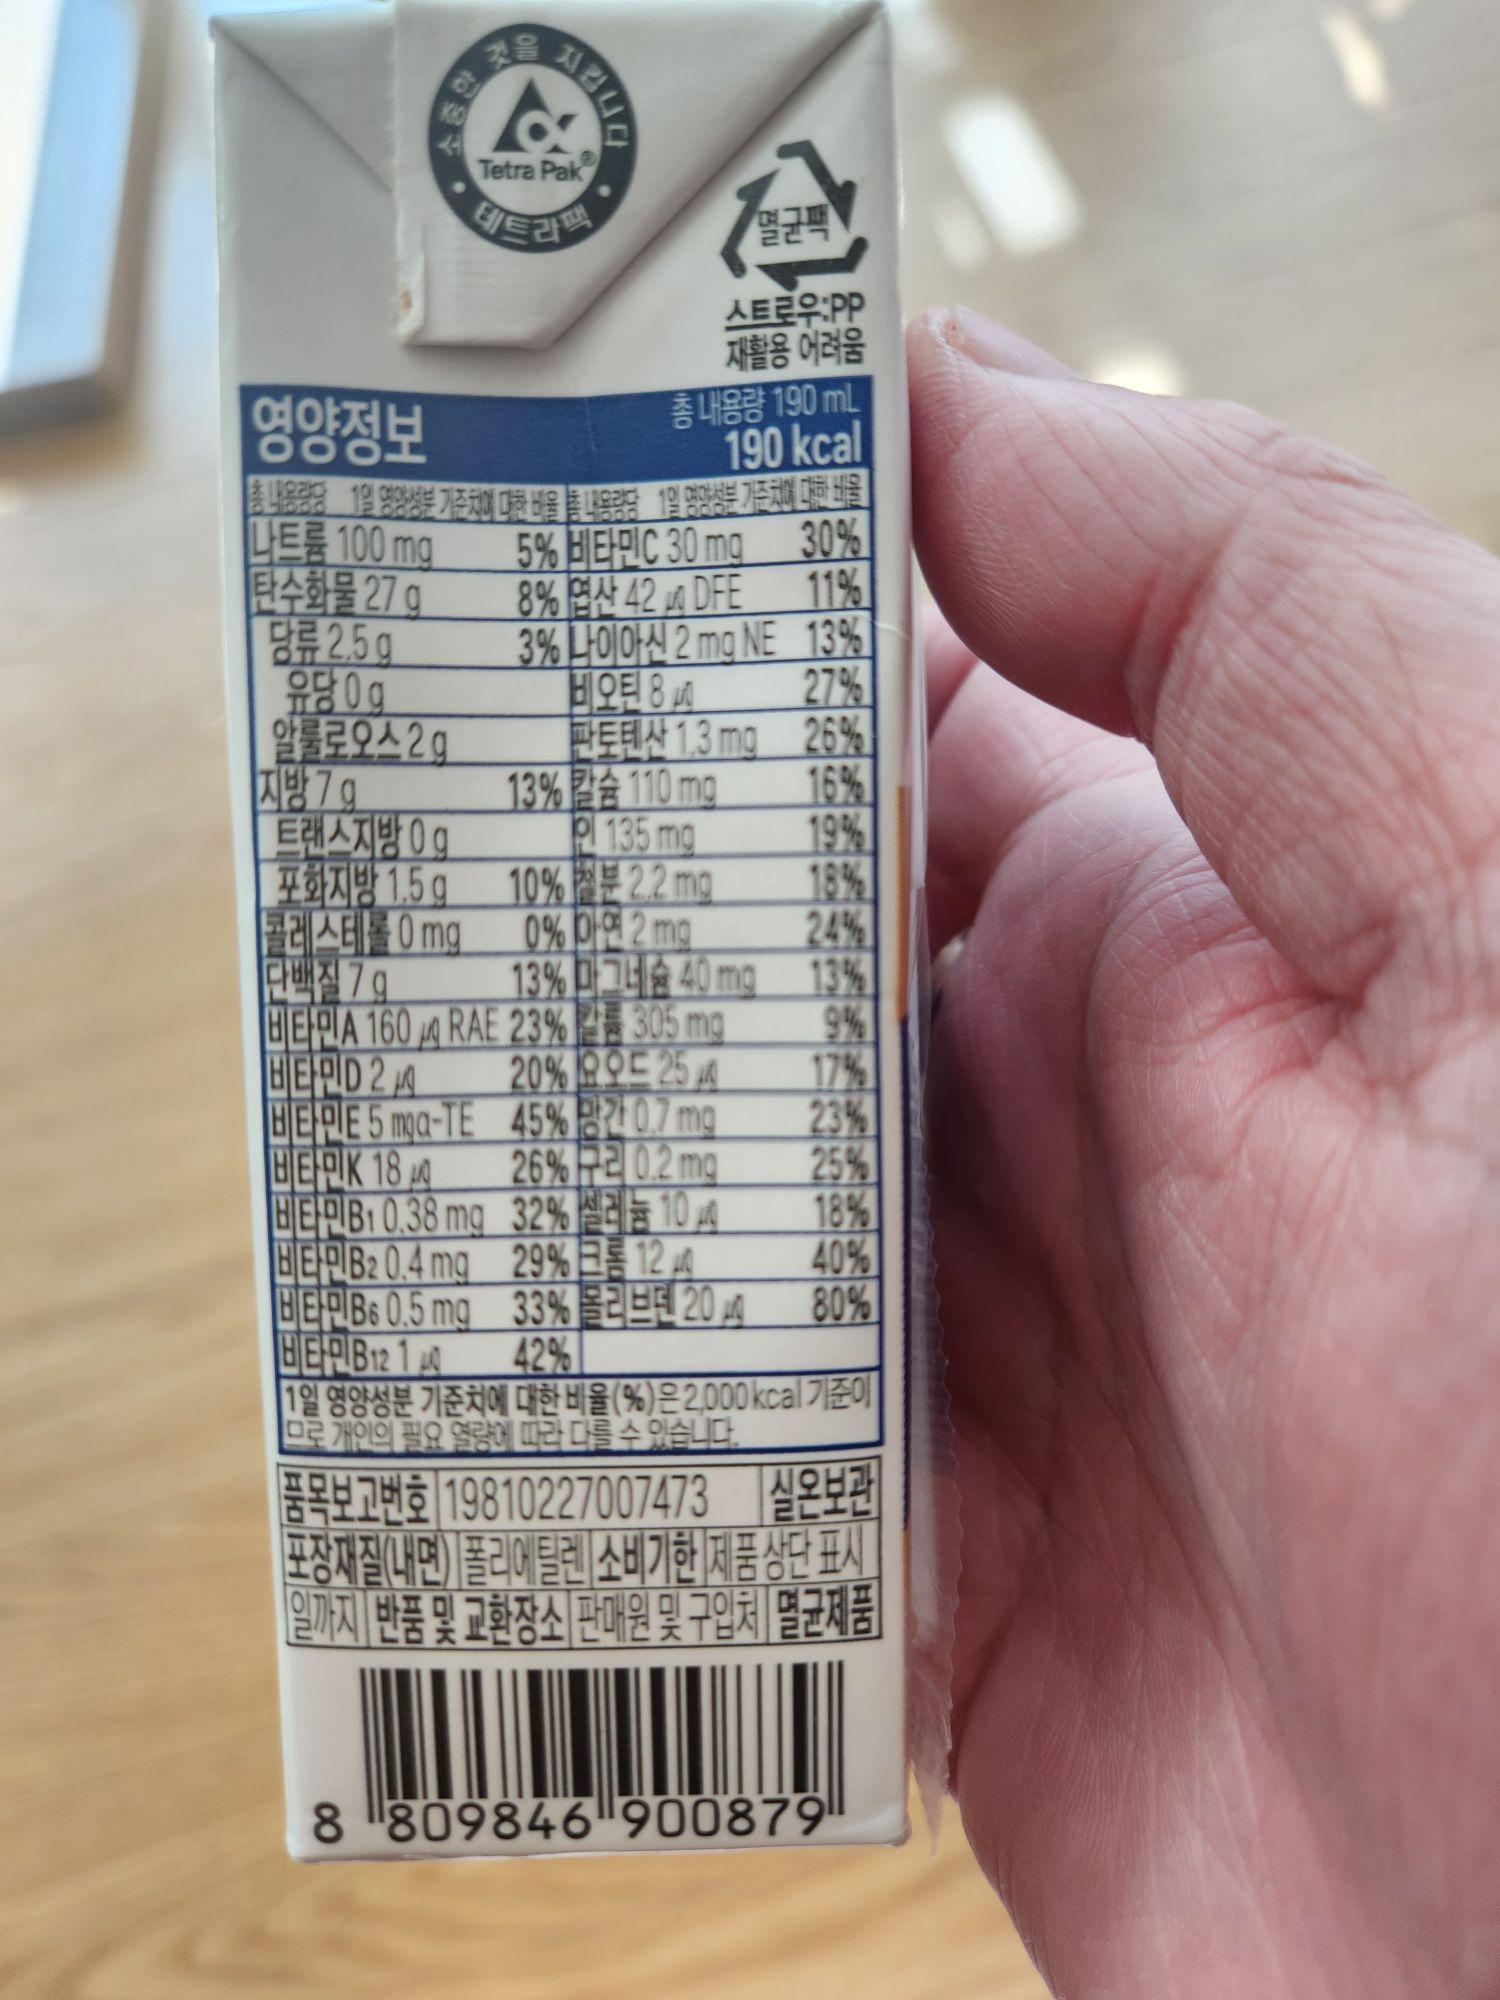 소중한 것을 지킵니다
Tetra Pak®
테트라팩
멸균팩
스트로우:PP
재활용 어려움
영양정보
총 내용량 190 mL
190 kcal
총 내용량당 1일 영양성분 기준치에 대한 비율 총 내용량당 1일 영양성분 기준치에 대한 비율
나트륨 100 mg 5% 비타민C 30 mg 30%
탄수화물 27 g 8% 엽산 42 ㎍ DFE 11%
당류 2.5 g 3% 나이아신 2 mg NE 13%
유당 0 g 비오틴 8 ㎍ 27%
알룰로오스 2 g 판토텐산 1.3 mg 26%
지방 7 g 13% 칼슘 110 mg 16%
트랜스지방 0 g 인 135 mg 19%
포화지방 1.5 g 10% 철분 2.2 mg 18%
콜레스테롤 0 mg 0% 아연 2 mg 24%
단백질 7 g 13% 마그네슘 40 mg 13%
비타민A 160 ㎍ RAE 23% 칼륨 305 mg 9%
비타민D 2 ㎍ 20% 요오드 25 ㎍ 17%
비타민E 5 mgα-TE 45% 망간 0.7 mg 23%
비타민K 18 ㎍ 26% 구리 0.2 mg 25%
비타민B1 0.38 mg 32% 셀레늄 10 ㎍ 18%
비타민B2 0.4 mg 29% 크롬 12 ㎍ 40%
비타민B6 0.5 mg 33% 몰리브덴 20 ㎍ 80%
비타민B12 1 ㎍ 42%
1일 영양성분 기준치에 대한 비율(%)은 2,000 kcal 기준이
므로 개인의 필요 열량에 따라 다를 수 있습니다.
품목보고번호 19810227007473 실온보관
포장재질(내면) 폴리에틸렌 소비기한 제품 상단 표시
일까지 반품 및 교환장소 판매원 및 구입처 멸균제품
8 809846 900879